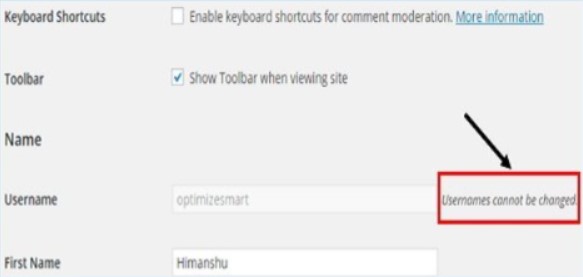 Keyboard Shortcuts Enable keyboard shortcuts for comment moderation. More information
Toolbar Show Toolbar when viewing site
Name
Username optimizesmart Usernames cannot be changed.
First Name Himanshu